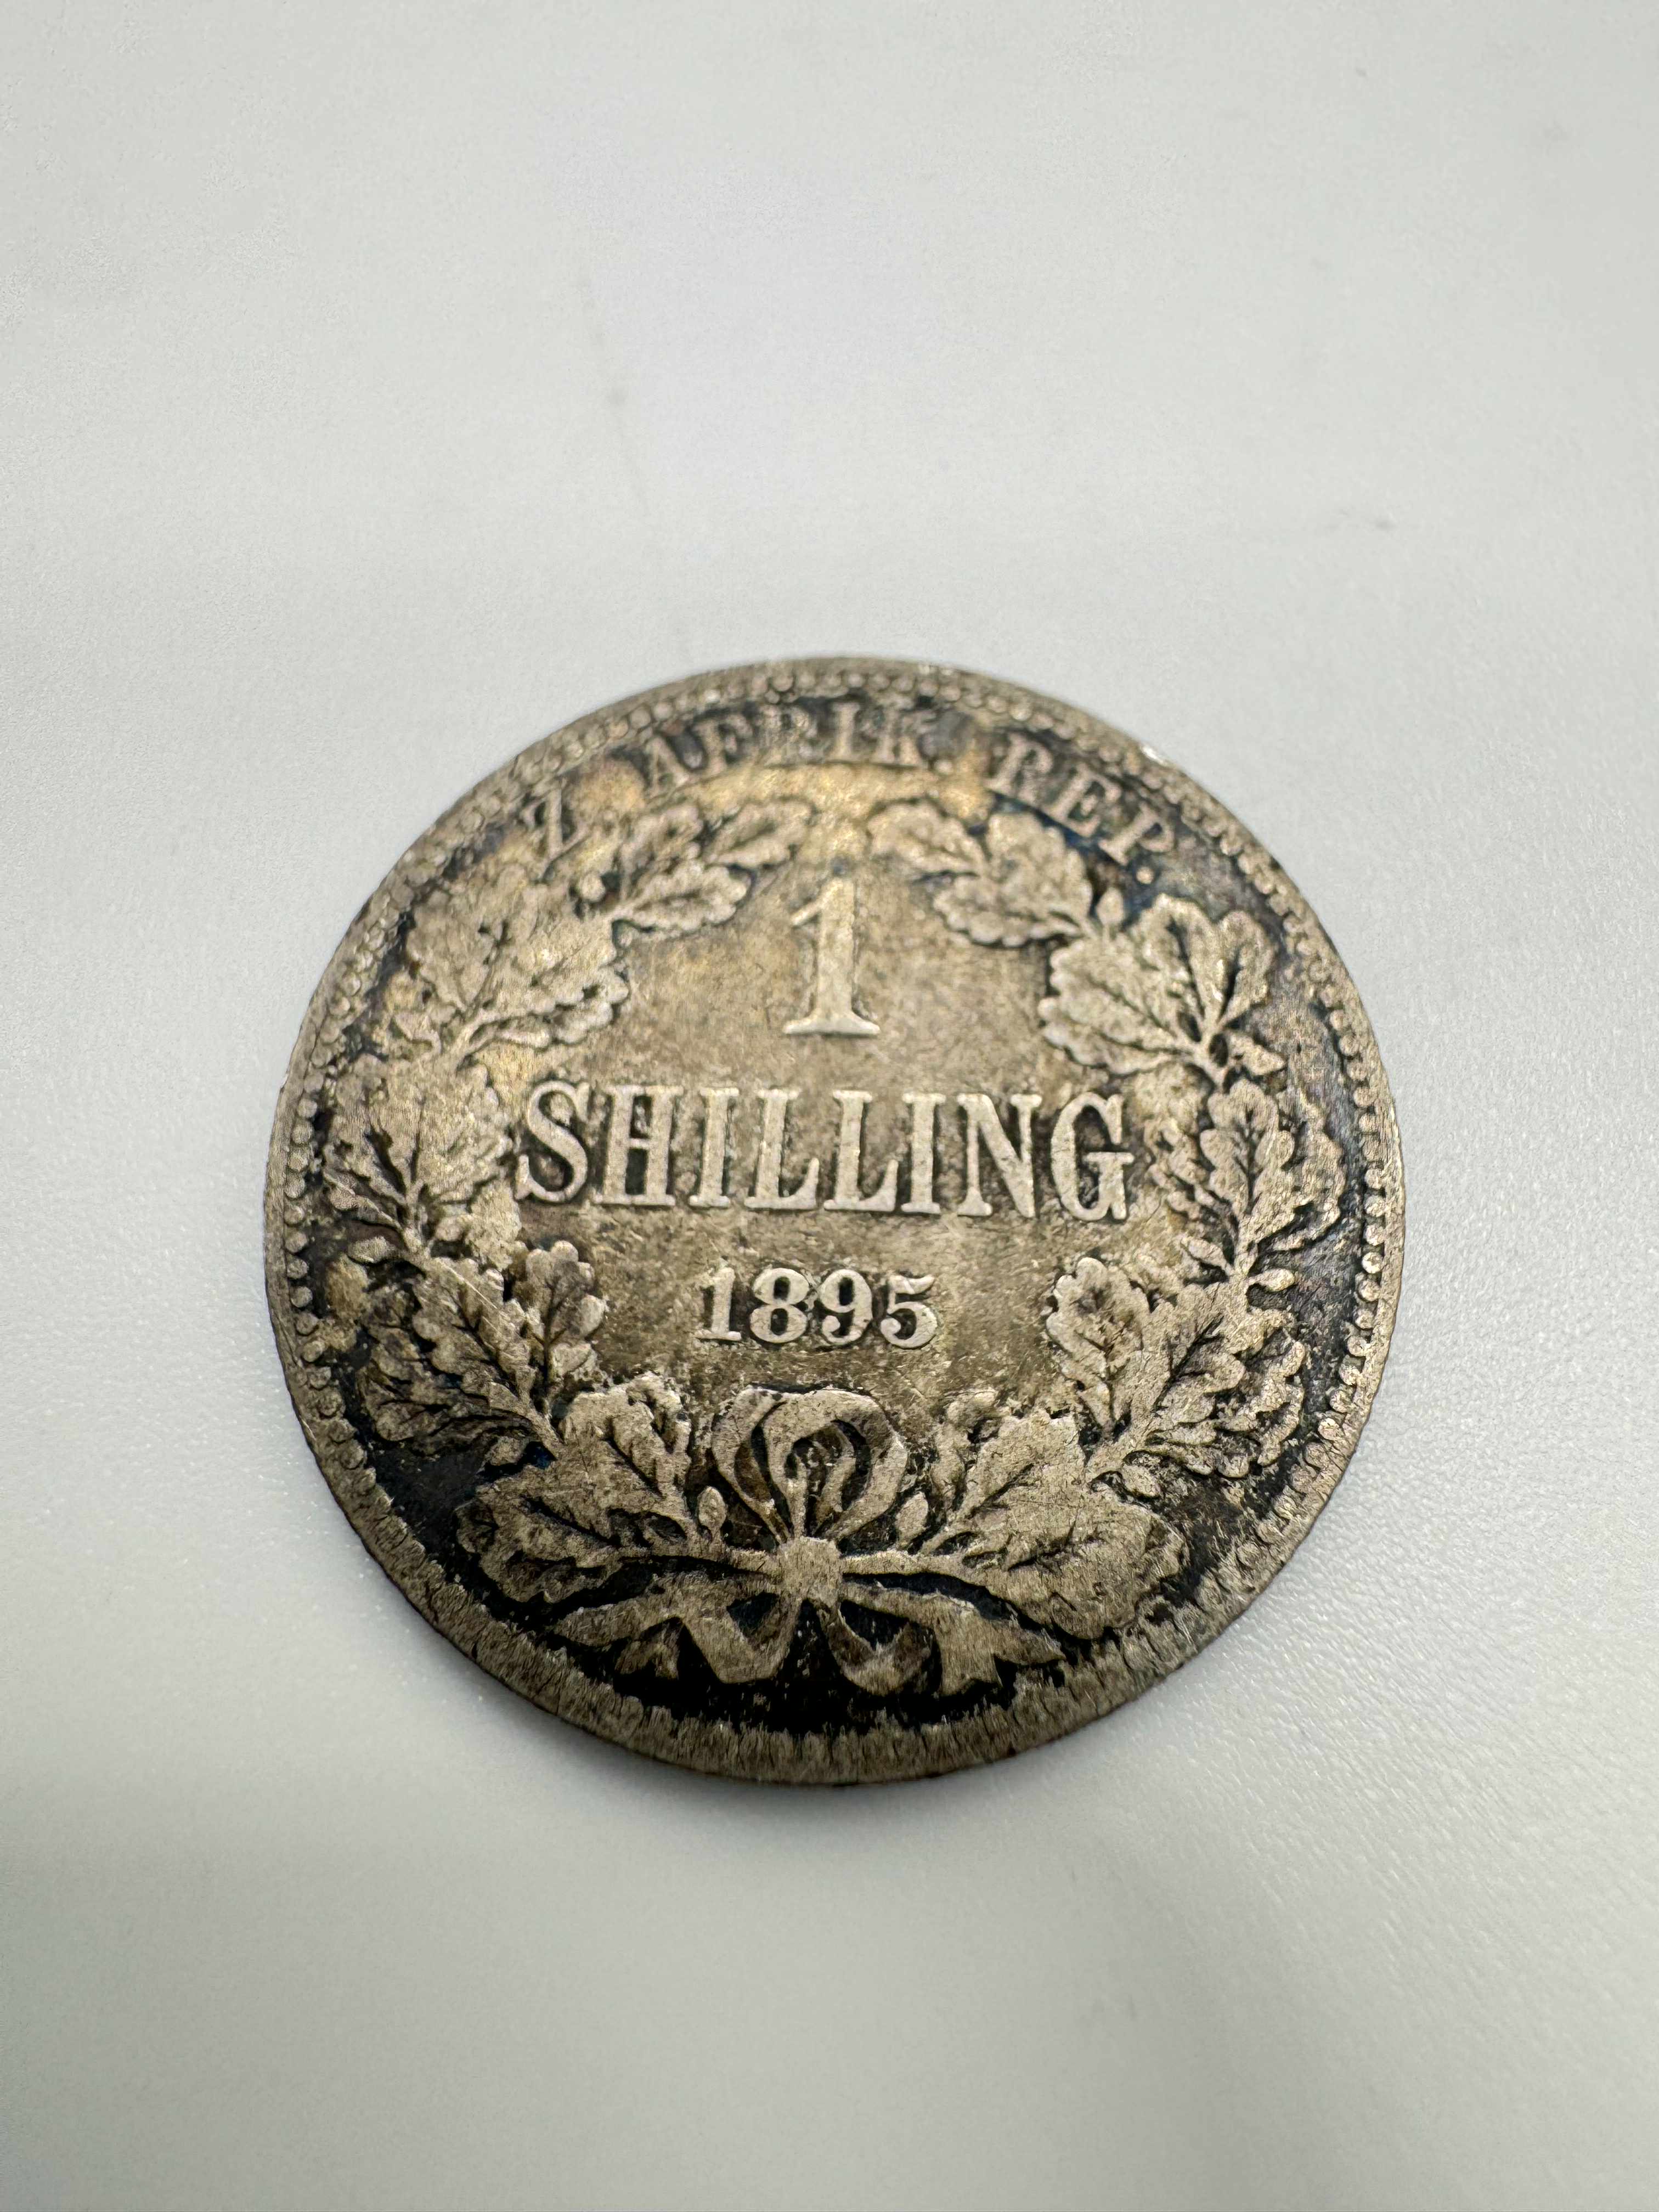 Z. AFRIK. REP.
1
SHILLING
1895